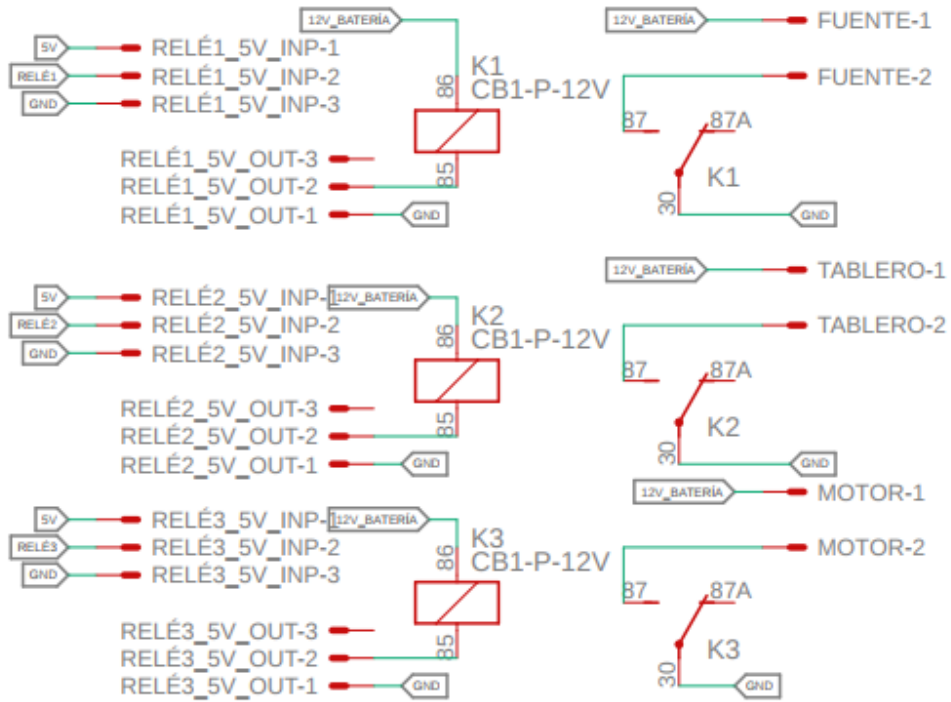 12V_BATERÍA
5V RELÉ1_5V_INP-1
RELÉ1 RELÉ1_5V_INP-2
GND RELÉ1_5V_INP-3
86 K1
CB1-P-12V
RELÉ1_5V_OUT-3
RELÉ1_5V_OUT-2 85
RELÉ1_5V_OUT-1 GND
12V_BATERÍA FUENTE-1
FUENTE-2
87 87A
K1
30 GND
5V RELÉ2_5V_INP-1 12V_BATERÍA
RELÉ2 RELÉ2_5V_INP-2
GND RELÉ2_5V_INP-3
86 K2
CB1-P-12V
RELÉ2_5V_OUT-3
RELÉ2_5V_OUT-2 85
RELÉ2_5V_OUT-1 GND
12V_BATERÍA TABLERO-1
TABLERO-2
87 87A
K2
30 GND
5V RELÉ3_5V_INP-1 12V_BATERÍA
RELÉ3 RELÉ3_5V_INP-2
GND RELÉ3_5V_INP-3
86 K3
CB1-P-12V
RELÉ3_5V_OUT-3
RELÉ3_5V_OUT-2 85
RELÉ3_5V_OUT-1 GND
12V_BATERÍA MOTOR-1
MOTOR-2
87 87A
K3
30 GND